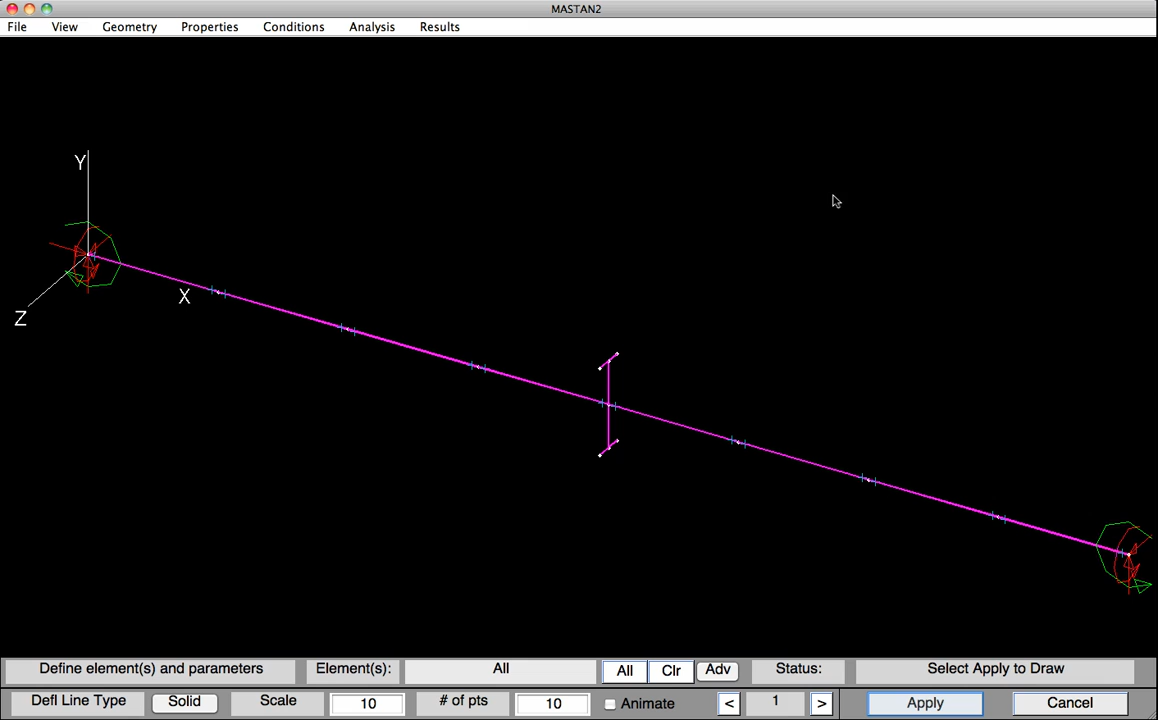 MASTAN2
File View Geometry Properties Conditions Analysis Results
Y
X
Z
Define element(s) and parameters Element(s): All All Clr Adv Status: Select Apply to Draw
Defl Line Type Solid Scale 10 # of pts 10 Animate < 1 > Apply Cancel